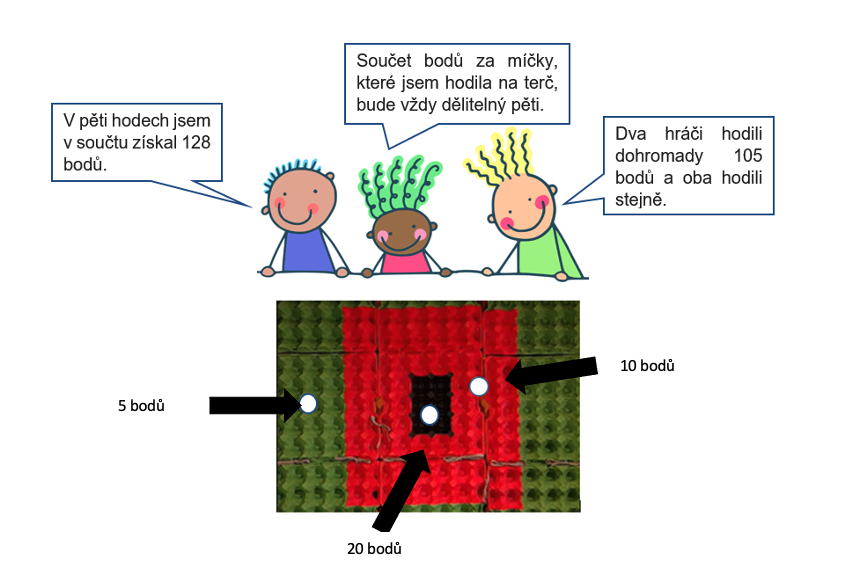 Součet bodů za míčky,
které jsem hodila na terč,
bude vždy dělitelný pěti.
V pěti hodech jsem
v součtu získal 128
bodů.
Dva hráči hodili
dohromady 105
bodů a oba hodili
stejně.
10 bodů
5 bodů
20 bodů